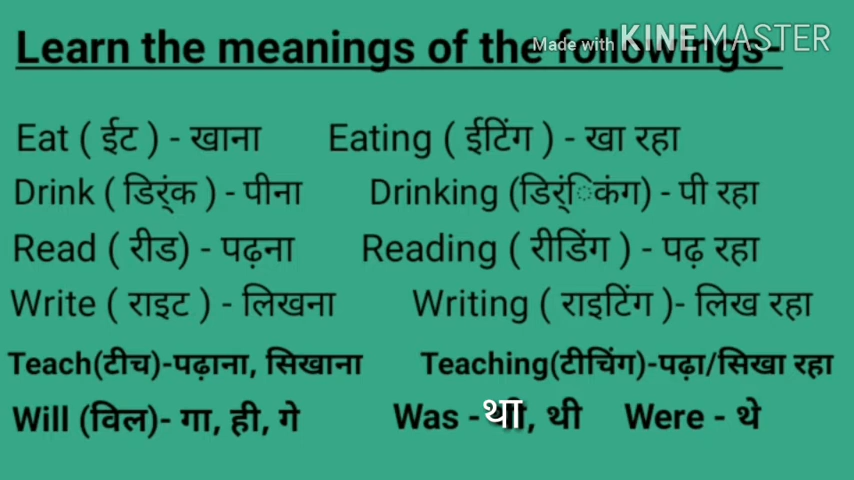 Learn the meanings of the followings-
Made with KINEMASTER
Eat ( ईट ) - खाना Eating ( ईटिंग ) - खा रहा
Drink ( डि्रंक ) - पीना Drinking (डि्रंिकंग) - पी रहा
Read ( रीड) - पढ़ना Reading ( रीडिंग ) - पढ़ रहा
Write ( राइट ) - लिखना Writing ( राइटिंग )- लिख रहा
Teach(टीच)-पढ़ाना, सिखाना Teaching(टीचिंग)-पढ़ा/सिखा रहा
Will (विल)- गा, ही, गे Was -था, थी Were - थे